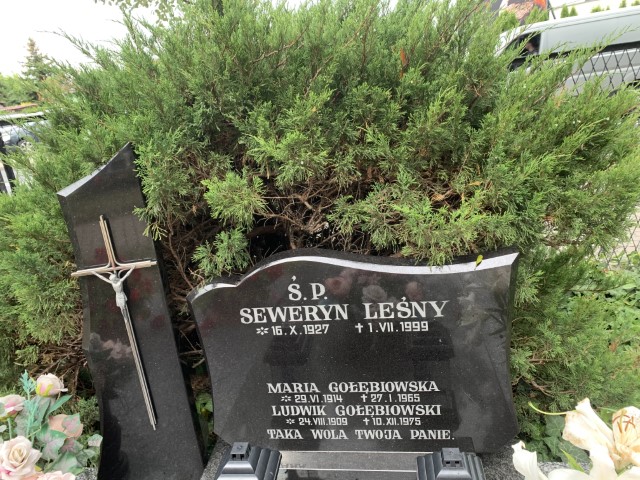 Ś.P.
SEWERYN LEŚNY
✲ 16.X.1927 ✝ 1.VII.1999
MARIA GOŁĘBIOWSKA
✲ 29.VI.1914 ✝ 27.I.1965
LUDWIK GOŁĘBIOWSKI
✲ 24.VIII.1909 ✝ 10.XII.1975
TAKA WOLA TWOJA PANIE.